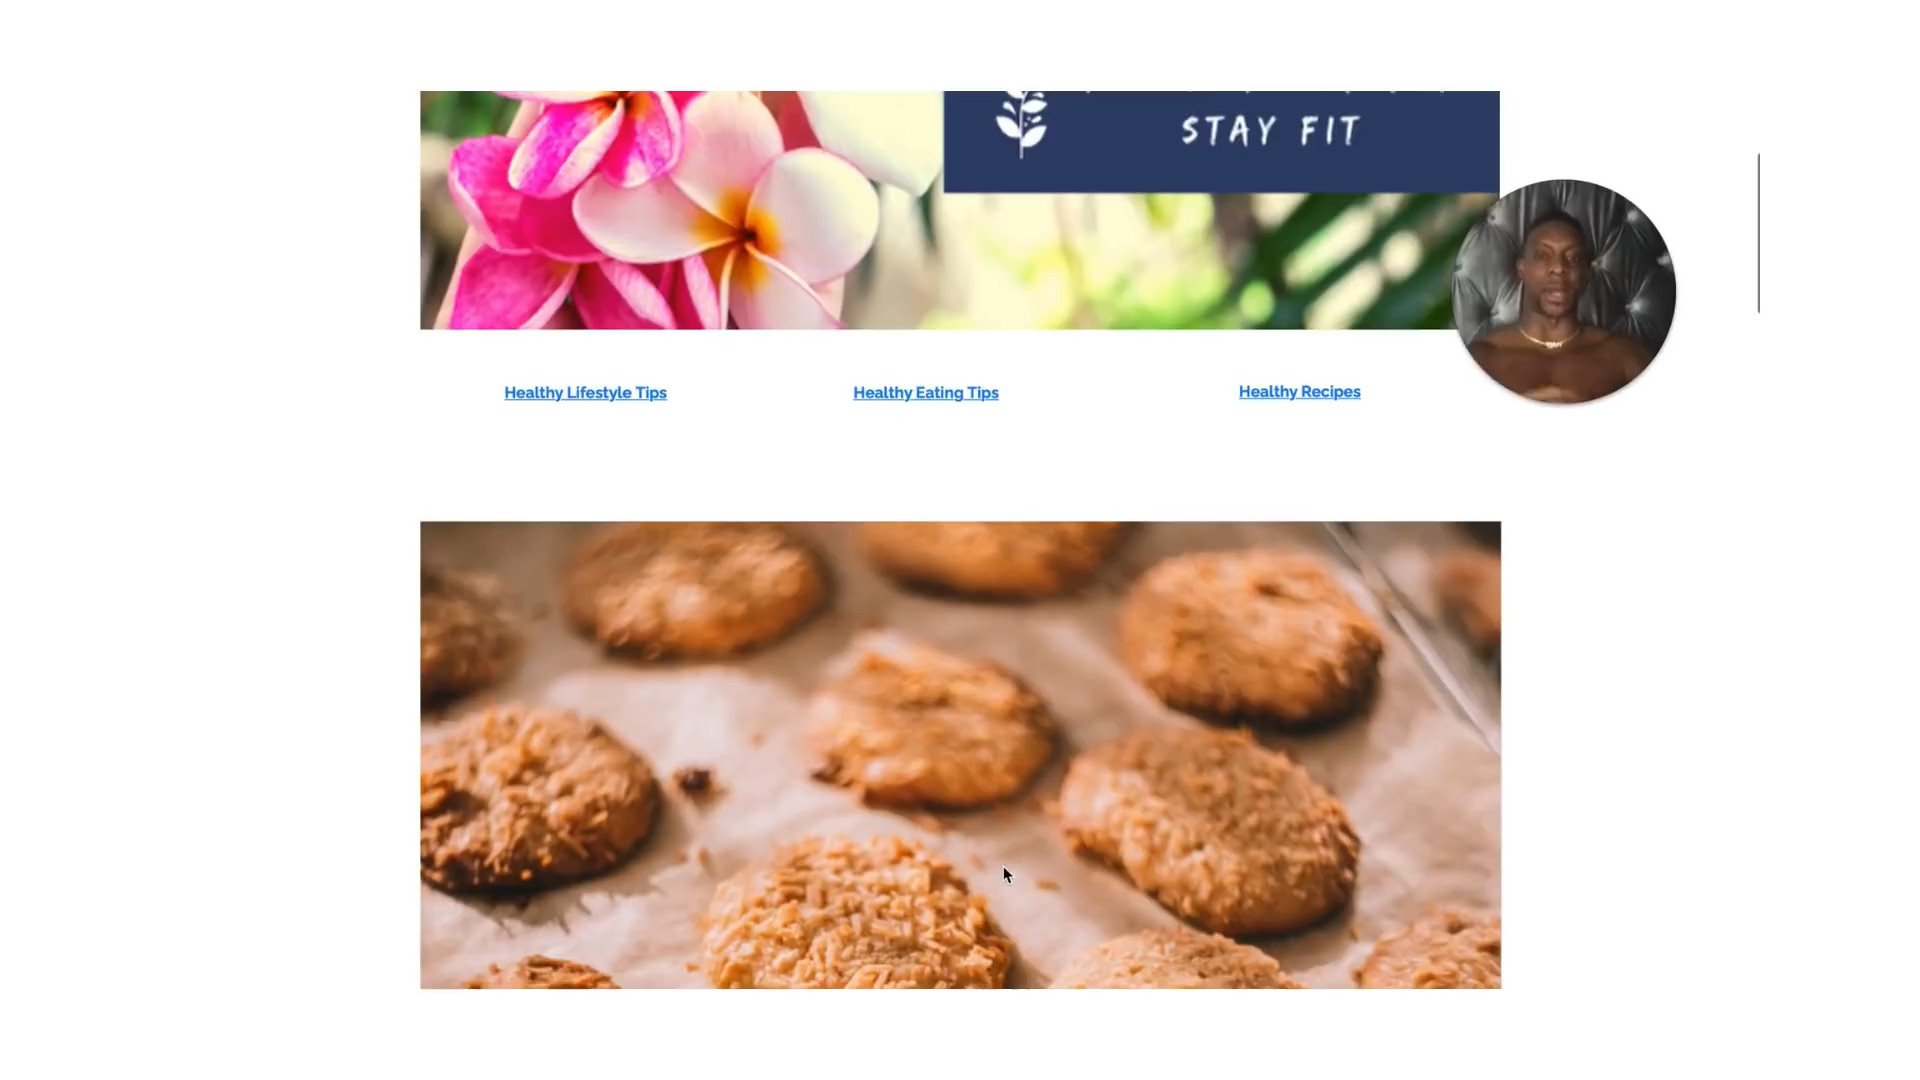 STAY FIT
Healthy Lifestyle Tips
Healthy Eating Tips
Healthy Recipes